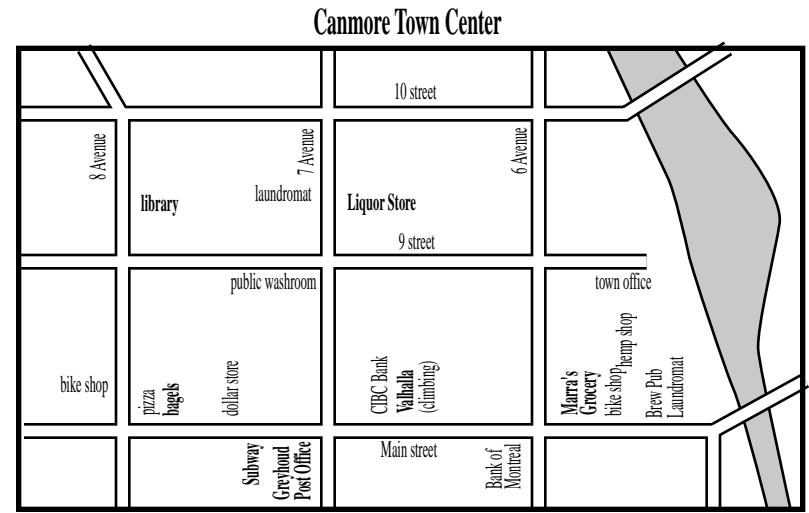 Canmore Town Center
10 street
8 Avenue
7 Avenue
6 Avenue
library
laundromat
Liquor Store
9 street
public washroom
town office
bike shop
pizza
bagels
dollar store
CIBC Bank
Valhalla
(climbing)
Marra's
Grocery
bike shop
hemp shop
Brew Pub
Laundromat
Subway
Greyhoud
Post Office
Main street
Bank of
Montreal